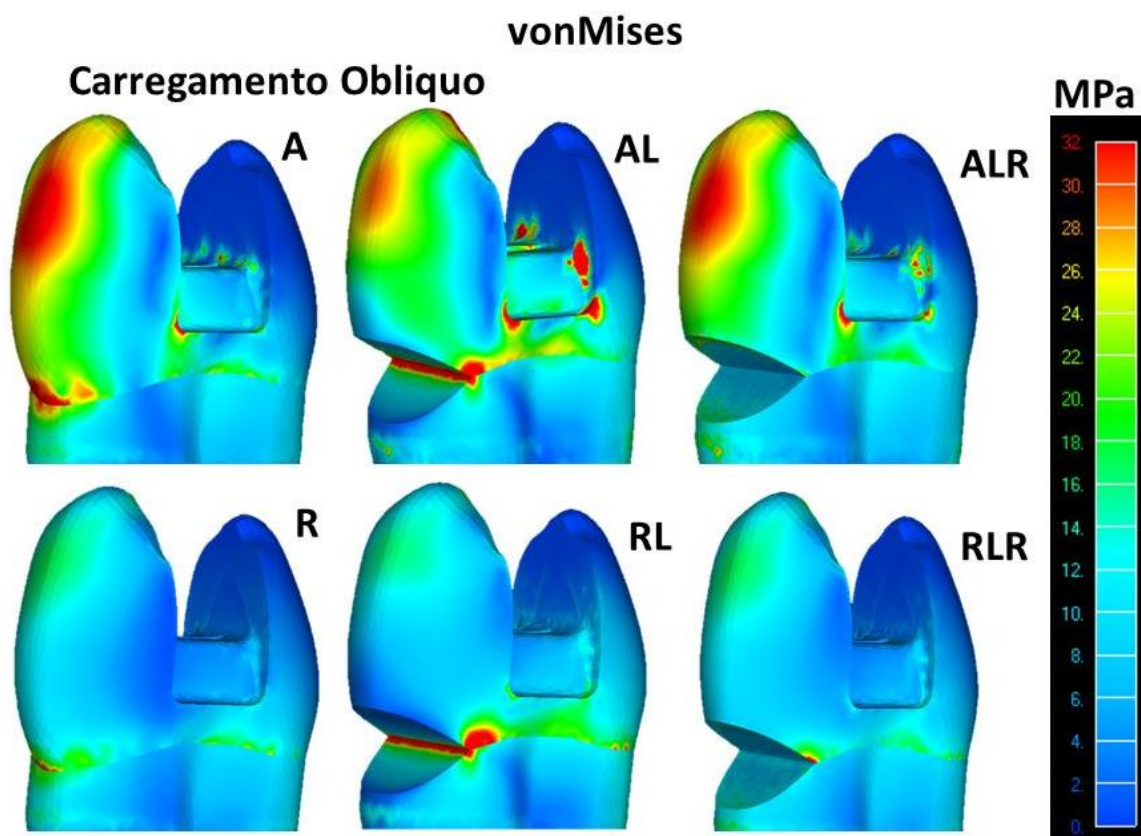 vonMises
Carregamento Obliquo
MPa
A
AL
ALR
32.
30.
28.
26.
24.
22.
20.
18.
16.
14.
12.
10.
8.
6.
4.
2.
0.
R
RL
RLR